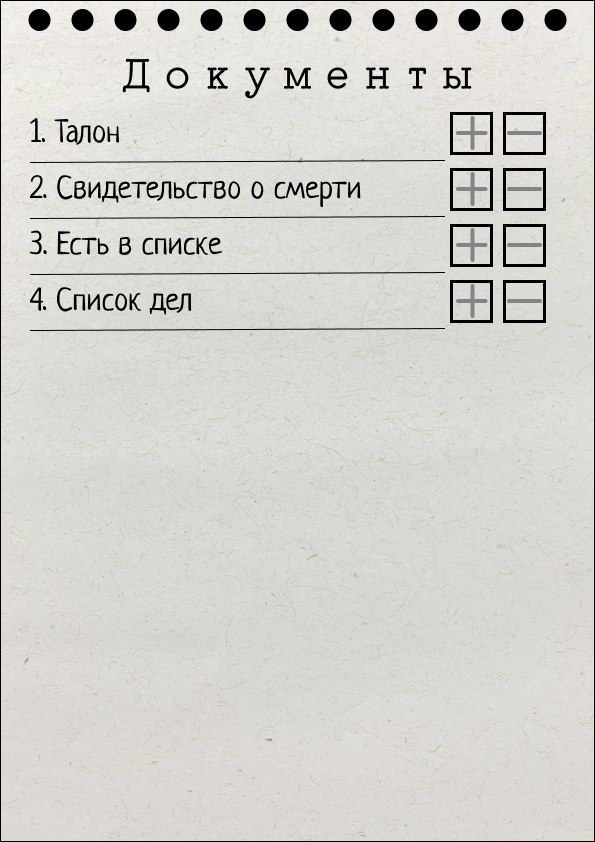 Документы
1. Талон
2. Свидетельство о смерти
3. Есть в списке
4. Список дел